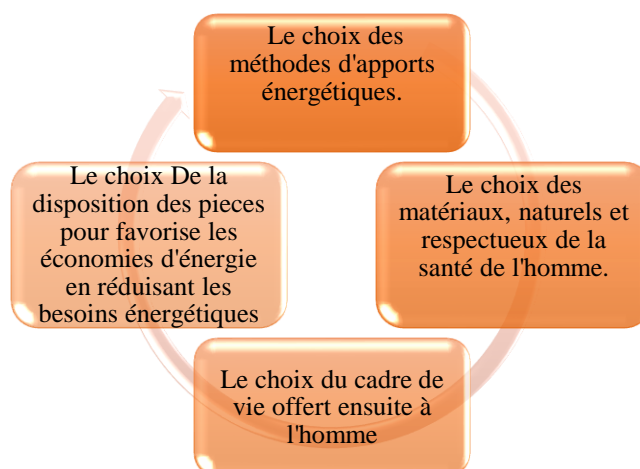 Le choix des
méthodes d'apports
énergétiques.
Le choix des
matériaux, naturels et
respectueux de la
santé de l'homme.
Le choix du cadre de
vie offert ensuite à
l'homme
Le choix De la
disposition des pieces
pour favorise les
économies d'énergie
en réduisant les
besoins énergétiques